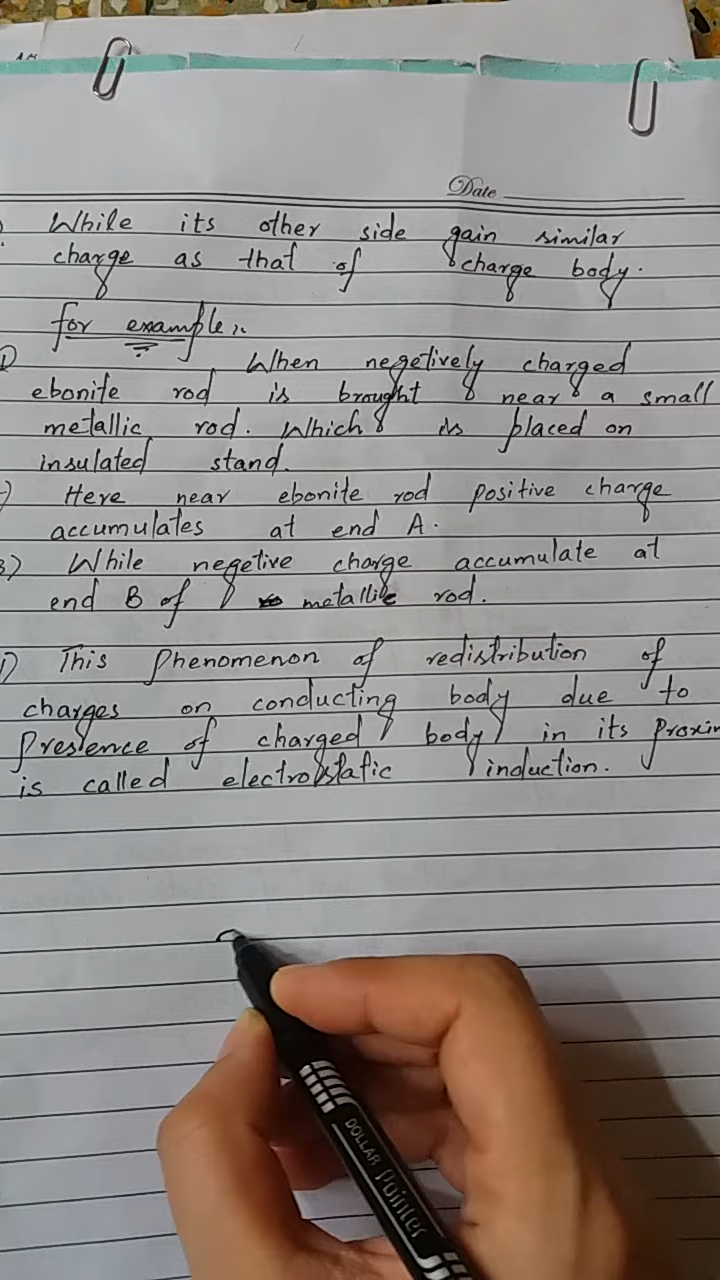 Date
While its other side gain similar
charge as that of charge body.
for example:
1) When negetively charged
ebonite rod is brought near a small
metallic rod. Which is placed on
insulated stand.
Here near ebonite rod positive charge
accumulates at end A.
3) While negetive charge accumulate at
end B of metallic rod.
This Phenomenon of redistribution of
charges on conducting body due to
Presence of charged body in its Proxim
is called electrostatic induction.
DOLLAR Pointer